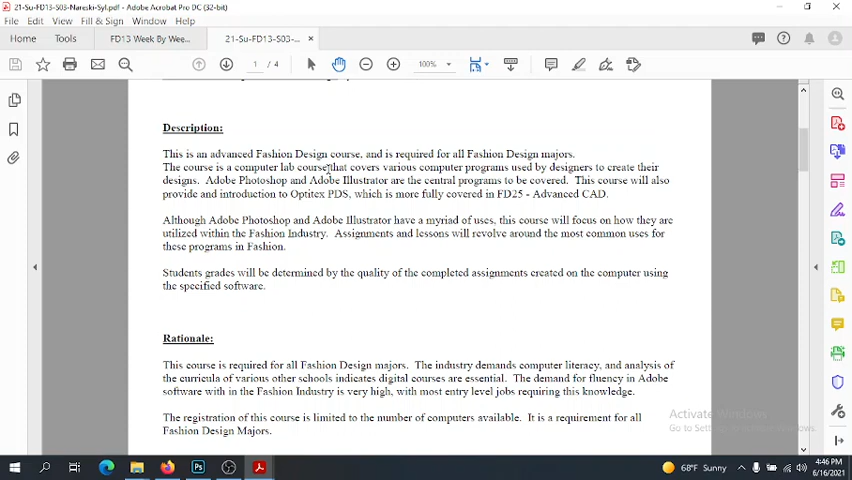 21-Su-FD13-S03-Nareski-Syl.pdf - Adobe Acrobat Pro DC (32-bit)
File Edit View Fill & Sign Window Help
Home Tools FD13 Week By Wee... 21-Su-FD13-S03-... ×
1 / 4 100%
Description:
This is an advanced Fashion Design course, and is required for all Fashion Design majors.
The course is a computer lab course that covers various computer programs used by designers to create their
designs. Adobe Photoshop and Adobe Illustrator are the central programs to be covered. This course will also
provide and introduction to Optitex PDS, which is more fully covered in FD25 - Advanced CAD.
Although Adobe Photoshop and Adobe Illustrator have a myriad of uses, this course will focus on how they are
utilized within the Fashion Industry. Assignments and lessons will revolve around the most common uses for
these programs in Fashion.
Students grades will be determined by the quality of the completed assignments created on the computer using
the specified software.
Rationale:
This course is required for all Fashion Design majors. The industry demands computer literacy, and analysis of
the curricula of various other schools indicates digital courses are essential. The demand for fluency in Adobe
software with in the Fashion Industry is very high, with most entry level jobs requiring this knowledge.
The registration of this course is limited to the number of computers available. It is a requirement for all
Fashion Design Majors.
Activate Windows
Go to Settings to activate Windows.
Ps
68°F Sunny
4:46 PM
6/16/2021